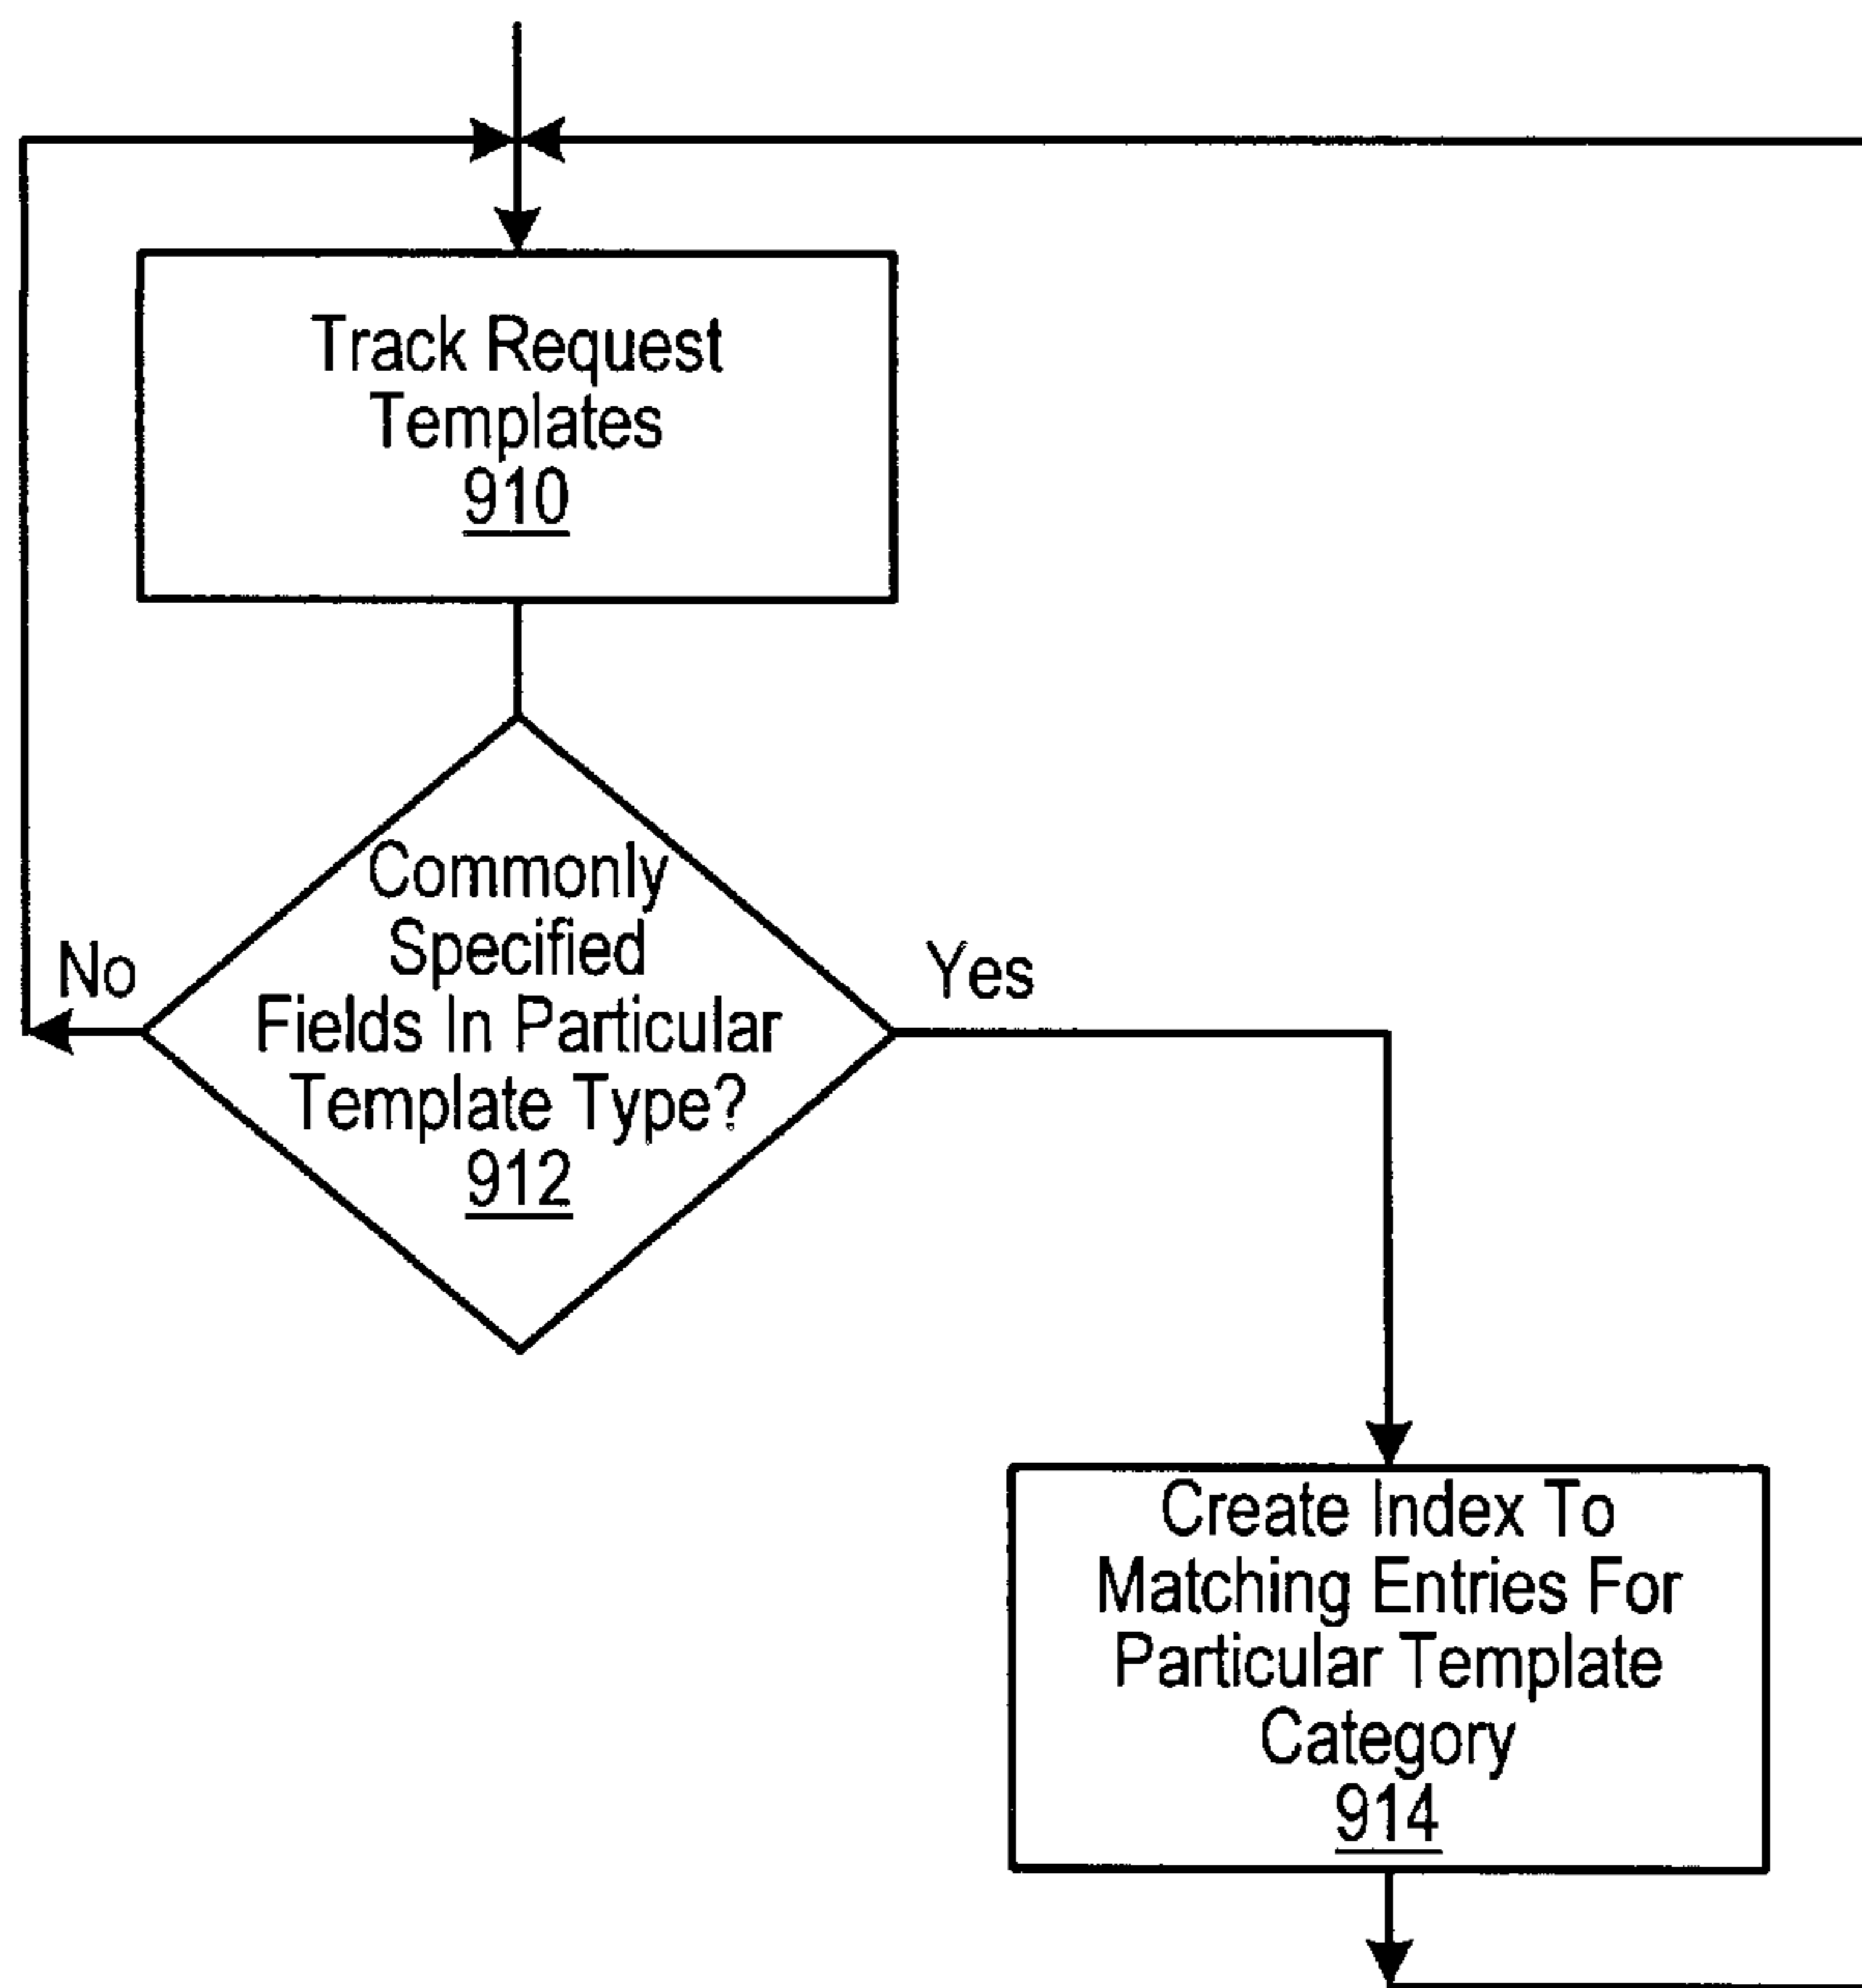 Track Request
Templates
910
Commonly
Specified
Fields In Particular
Template Type?
912
No
Yes
Create Index To
Matching Entries For
Particular Template
Category
914